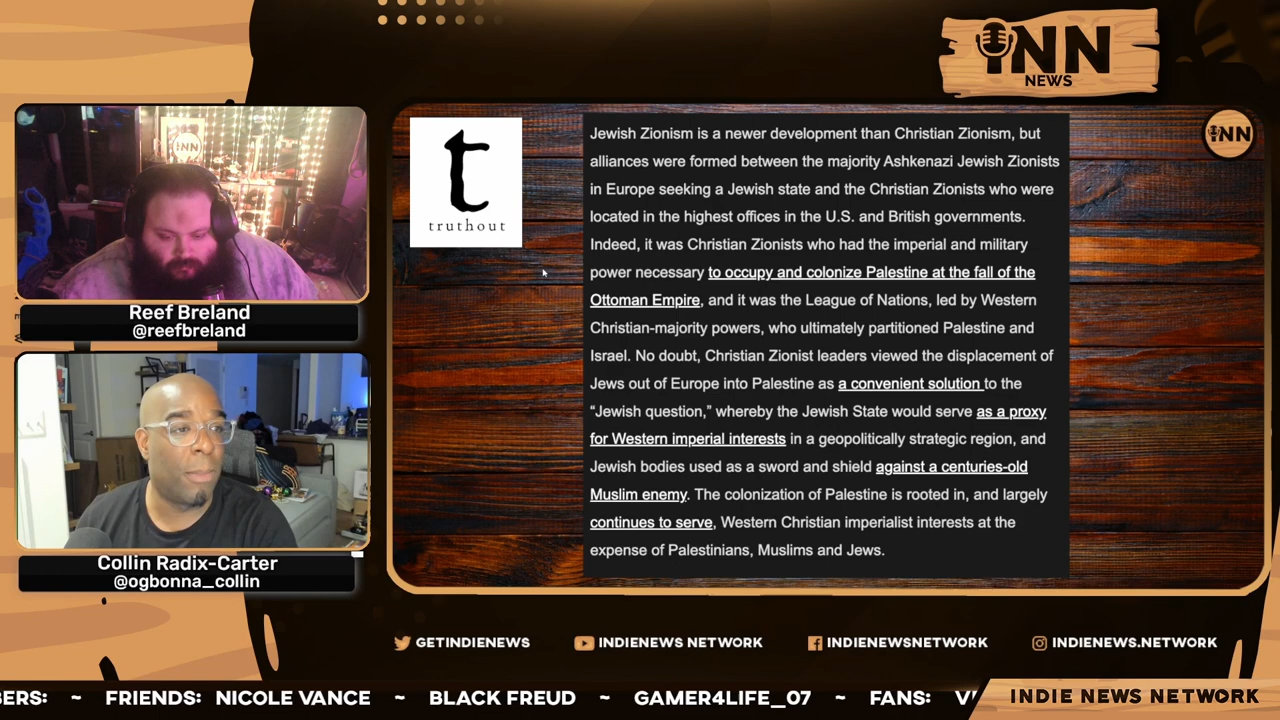 INN
NEWS
INN
Reef Breland
@reefbreland
Collin Radix-Carter
@ogbonna_collin
t
truthout
Jewish Zionism is a newer development than Christian Zionism, but
alliances were formed between the majority Ashkenazi Jewish Zionists
in Europe seeking a Jewish state and the Christian Zionists who were
located in the highest offices in the U.S. and British governments.
Indeed, it was Christian Zionists who had the imperial and military
power necessary to occupy and colonize Palestine at the fall of the
Ottoman Empire, and it was the League of Nations, led by Western
Christian-majority powers, who ultimately partitioned Palestine and
Israel. No doubt, Christian Zionist leaders viewed the displacement of
Jews out of Europe into Palestine as a convenient solution to the
“Jewish question,” whereby the Jewish State would serve as a proxy
for Western imperial interests in a geopolitically strategic region, and
Jewish bodies used as a sword and shield against a centuries-old
Muslim enemy. The colonization of Palestine is rooted in, and largely
continues to serve, Western Christian imperialist interests at the
expense of Palestinians, Muslims and Jews.
INN
GETINDIENEWS
INDIENEWS NETWORK
INDIENEWSNETWORK
INDIENEWS.NETWORK
BERS: ~ FRIENDS: NICOLE VANCE ~ BLACK FREUD ~ GAMER4LIFE_07 ~ FANS:
INDIE NEWS NETWORK